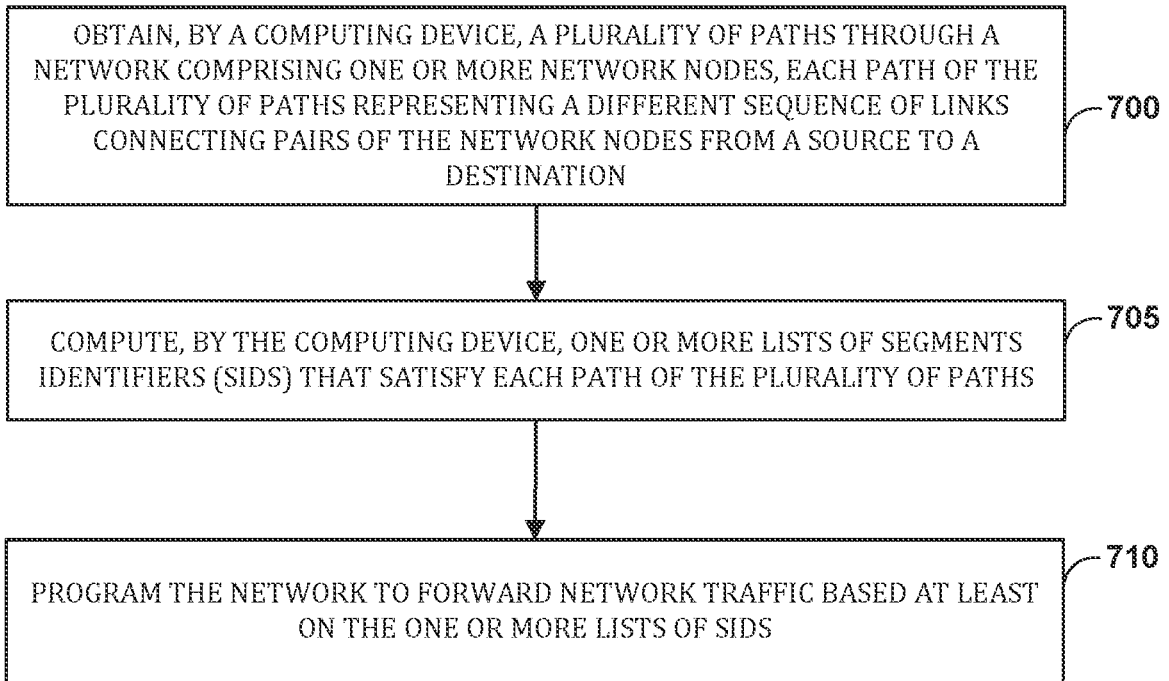 OBTAIN, BY A COMPUTING DEVICE, A PLURALITY OF PATHS THROUGH A
NETWORK COMPRISING ONE OR MORE NETWORK NODES, EACH PATH OF THE
PLURALITY OF PATHS REPRESENTING A DIFFERENT SEQUENCE OF LINKS
CONNECTING PAIRS OF THE NETWORK NODES FROM A SOURCE TO A
DESTINATION
700
COMPUTE, BY THE COMPUTING DEVICE, ONE OR MORE LISTS OF SEGMENTS
IDENTIFIERS (SIDS) THAT SATISFY EACH PATH OF THE PLURALITY OF PATHS
705
PROGRAM THE NETWORK TO FORWARD NETWORK TRAFFIC BASED AT LEAST
ON THE ONE OR MORE LISTS OF SIDS
710